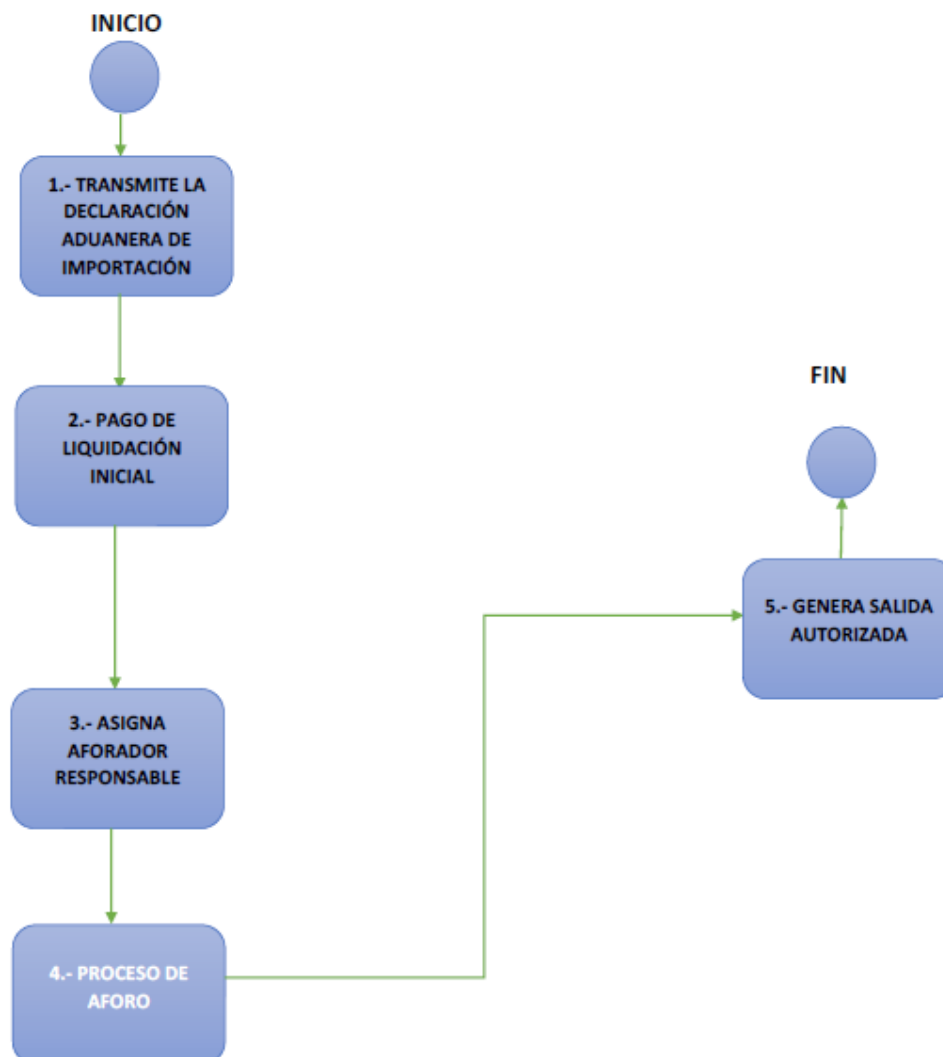 INICIO
1.- TRANSMITE LA
DECLARACIÓN
ADUANERA DE
IMPORTACIÓN
2.- PAGO DE
LIQUIDACIÓN
INICIAL
3.- ASIGNA
AFORADOR
RESPONSABLE
4.- PROCESO DE
AFORO
5.- GENERA SALIDA
AUTORIZADA
FIN